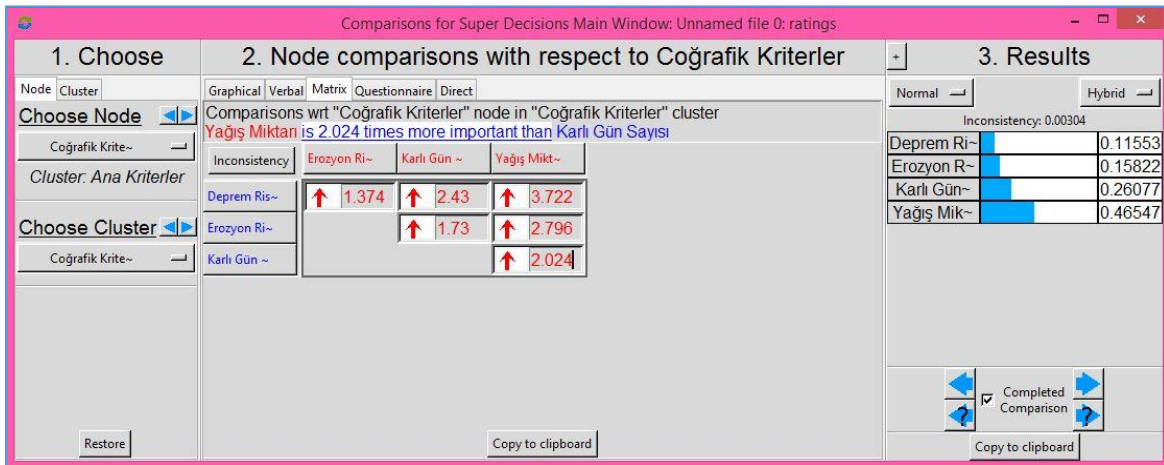 Comparisons for Super Decisions Main Window: Unnamed file 0: ratings
1. Choose
Node Cluster
Choose Node
Coğrafik Krite~
Cluster: Ana Kriterler
Choose Cluster
Coğrafik Krite~
Restore
2. Node comparisons with respect to Coğrafik Kriterler
Graphical Verbal Matrix Questionnaire Direct
Comparisons wrt "Coğrafik Kriterler" node in "Coğrafik Kriterler" cluster
Yağış Miktarı is 2.024 times more important than Karlı Gün Sayısı
Inconsistency Erozyon Ri~ Karlı Gün ~ Yağış Mikt~
Deprem Ris~ 1.374 2.43 3.722
Erozyon Ri~ 1.73 2.796
Karlı Gün ~ 2.024
Copy to clipboard
+ 3. Results
Normal Hybrid
Inconsistency: 0.00304
Deprem Ri~ 0.11553
Erozyon R~ 0.15822
Karlı Gün~ 0.26077
Yağış Mik~ 0.46547
Completed
Comparison
? ?
Copy to clipboard